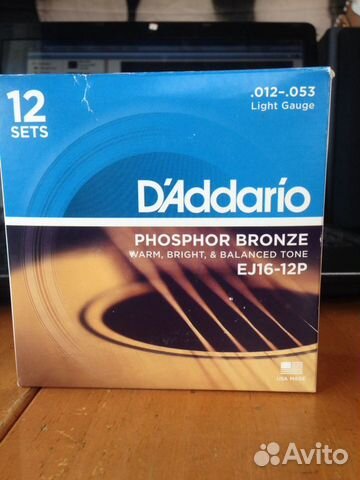 12
SETS
.012–.053
Light Gauge
D'Addario
PHOSPHOR BRONZE
WARM, BRIGHT, & BALANCED TONE
EJ16-12P
USA MADE
Avito